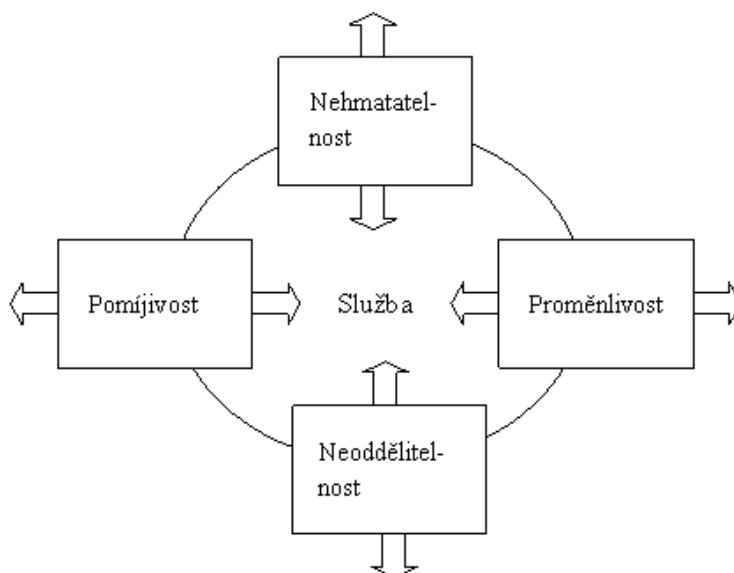 Nehmatatel-
nost
Pomíjivost
Služba
Proměnlivost
Neoddělitel-
nost